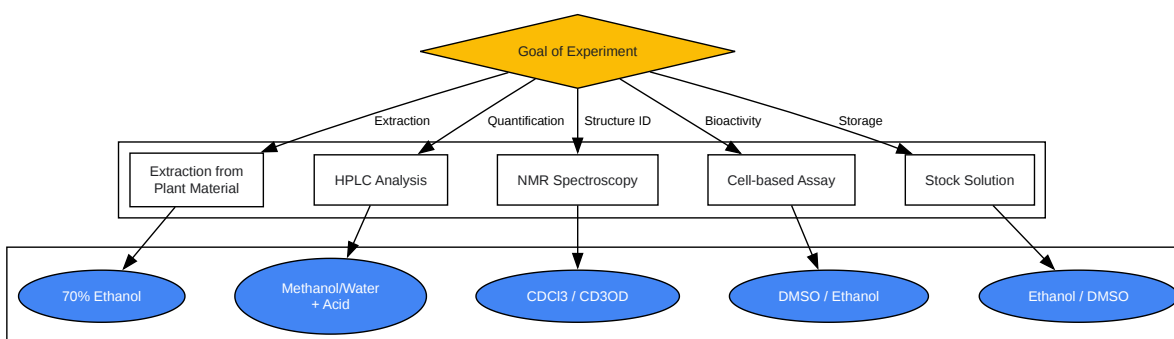 Goal of Experiment
Extraction
Quantification
Structure ID
Bioactivity
Storage
Extraction from
Plant Material
HPLC Analysis
NMR Spectroscopy
Cell-based Assay
Stock Solution
70% Ethanol
Methanol/Water
+ Acid
CDCl3 / CD3OD
DMSO / Ethanol
Ethanol / DMSO